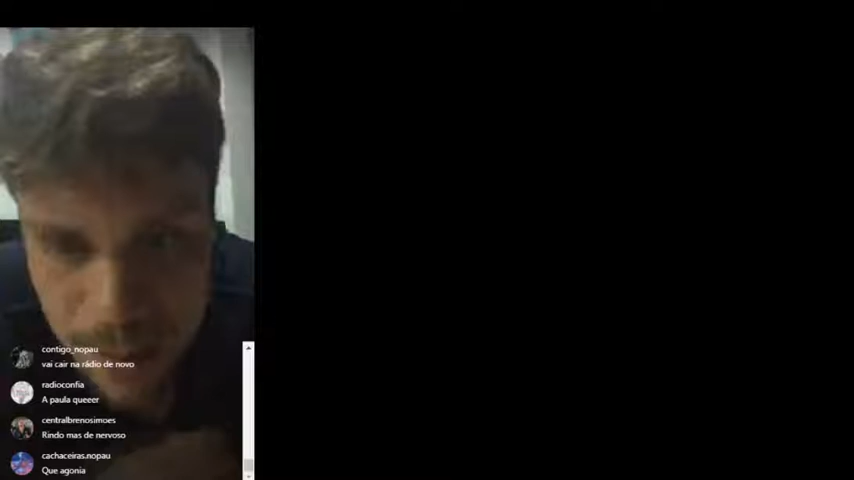 contigo_nopau
vai cair na rádio de novo
radioconfia
A paula queeer
centralbrenosimoes
Rindo mas de nervoso
cachaceiras.nopau
Que agonia